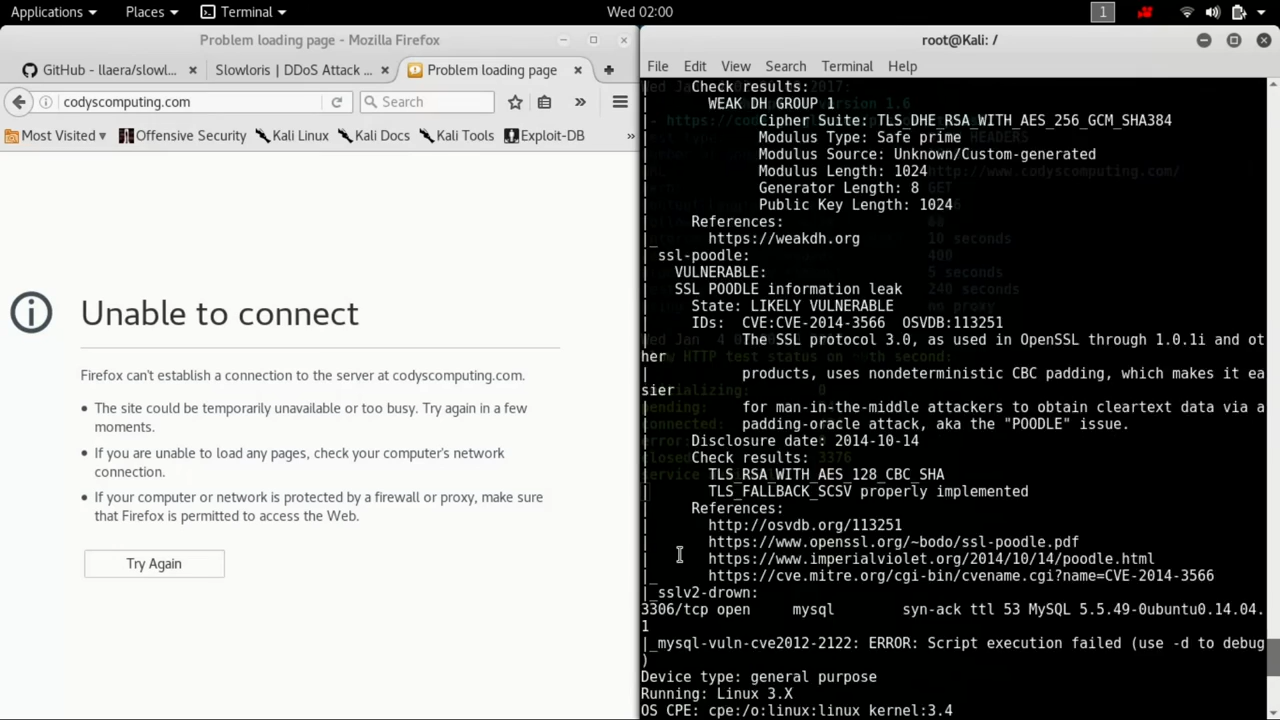 Applications
Places
Terminal
Wed 02:00
1
Problem loading page - Mozilla Firefox
GitHub - llaera/slowl...
Slowloris | DDoS Attack ...
Problem loading page
codyscomputing.com
Search
Most Visited
Offensive Security
Kali Linux
Kali Docs
Kali Tools
Exploit-DB
»
Unable to connect
Firefox can't establish a connection to the server at codyscomputing.com.
The site could be temporarily unavailable or too busy. Try again in a few
moments.
If you are unable to load any pages, check your computer's network
connection.
If your computer or network is protected by a firewall or proxy, make sure
that Firefox is permitted to access the Web.
Try Again
root@Kali: /
File Edit View Search Terminal Help
| Check results:
| WEAK DH GROUP 1
| Cipher Suite: TLS_DHE_RSA_WITH_AES_256_GCM_SHA384
| Modulus Type: Safe prime
| Modulus Source: Unknown/Custom-generated
| Modulus Length: 1024
| Generator Length: 8
| Public Key Length: 1024
| References:
|_ https://weakdh.org
| ssl-poodle:
| VULNERABLE:
| SSL POODLE information leak
| State: LIKELY VULNERABLE
| IDs: CVE:CVE-2014-3566 OSVDB:113251
| The SSL protocol 3.0, as used in OpenSSL through 1.0.1i and ot
her
| products, uses nondeterministic CBC padding, which makes it ea
sier
| for man-in-the-middle attackers to obtain cleartext data via a
| padding-oracle attack, aka the "POODLE" issue.
| Disclosure date: 2014-10-14
| Check results:
| TLS_RSA_WITH_AES_128_CBC_SHA
| TLS_FALLBACK_SCSV properly implemented
| References:
| http://osvdb.org/113251
| https://www.openssl.org/~bodo/ssl-poodle.pdf
| https://www.imperialviolet.org/2014/10/14/poodle.html
|_ https://cve.mitre.org/cgi-bin/cvename.cgi?name=CVE-2014-3566
|_sslv2-drown:
3306/tcp open mysql syn-ack ttl 53 MySQL 5.5.49-0ubuntu0.14.04.
1
|_mysql-vuln-cve2012-2122: ERROR: Script execution failed (use -d to debug
)
Device type: general purpose
Running: Linux 3.X
OS CPE: cpe:/o:linux:linux_kernel:3.4